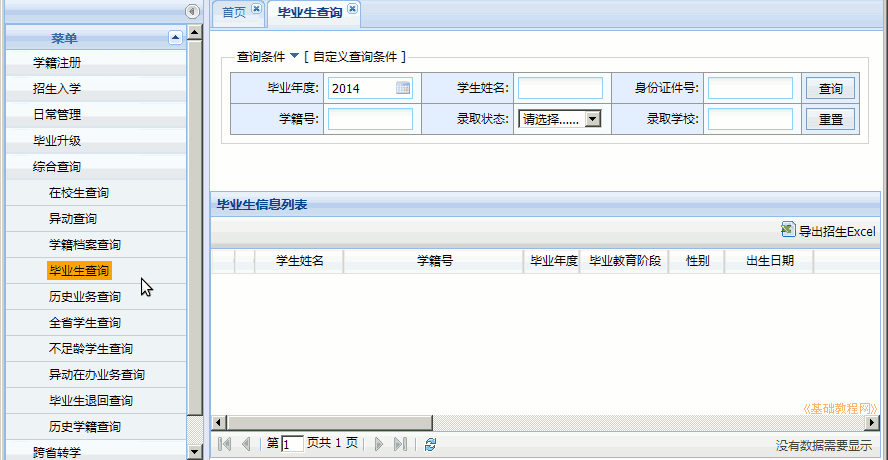 首页 毕业生查询
菜单
学籍注册
招生入学
日常管理
毕业升级
综合查询
在校生查询
异动查询
学籍档案查询
毕业生查询
历史业务查询
全省学生查询
不足龄学生查询
异动在办业务查询
毕业生退回查询
历史学籍查询
跨省转学
查询条件 [ 自定义查询条件 ]
毕业年度: 2014 学生姓名: 身份证件号: 查询
学籍号: 录取状态: 请选择...... 录取学校: 重置
毕业生信息列表
导出招生Excel
学生姓名 学籍号 毕业年度 毕业教育阶段 性别 出生日期
《基础教程网》
第 1 页共 1 页 没有数据需要显示